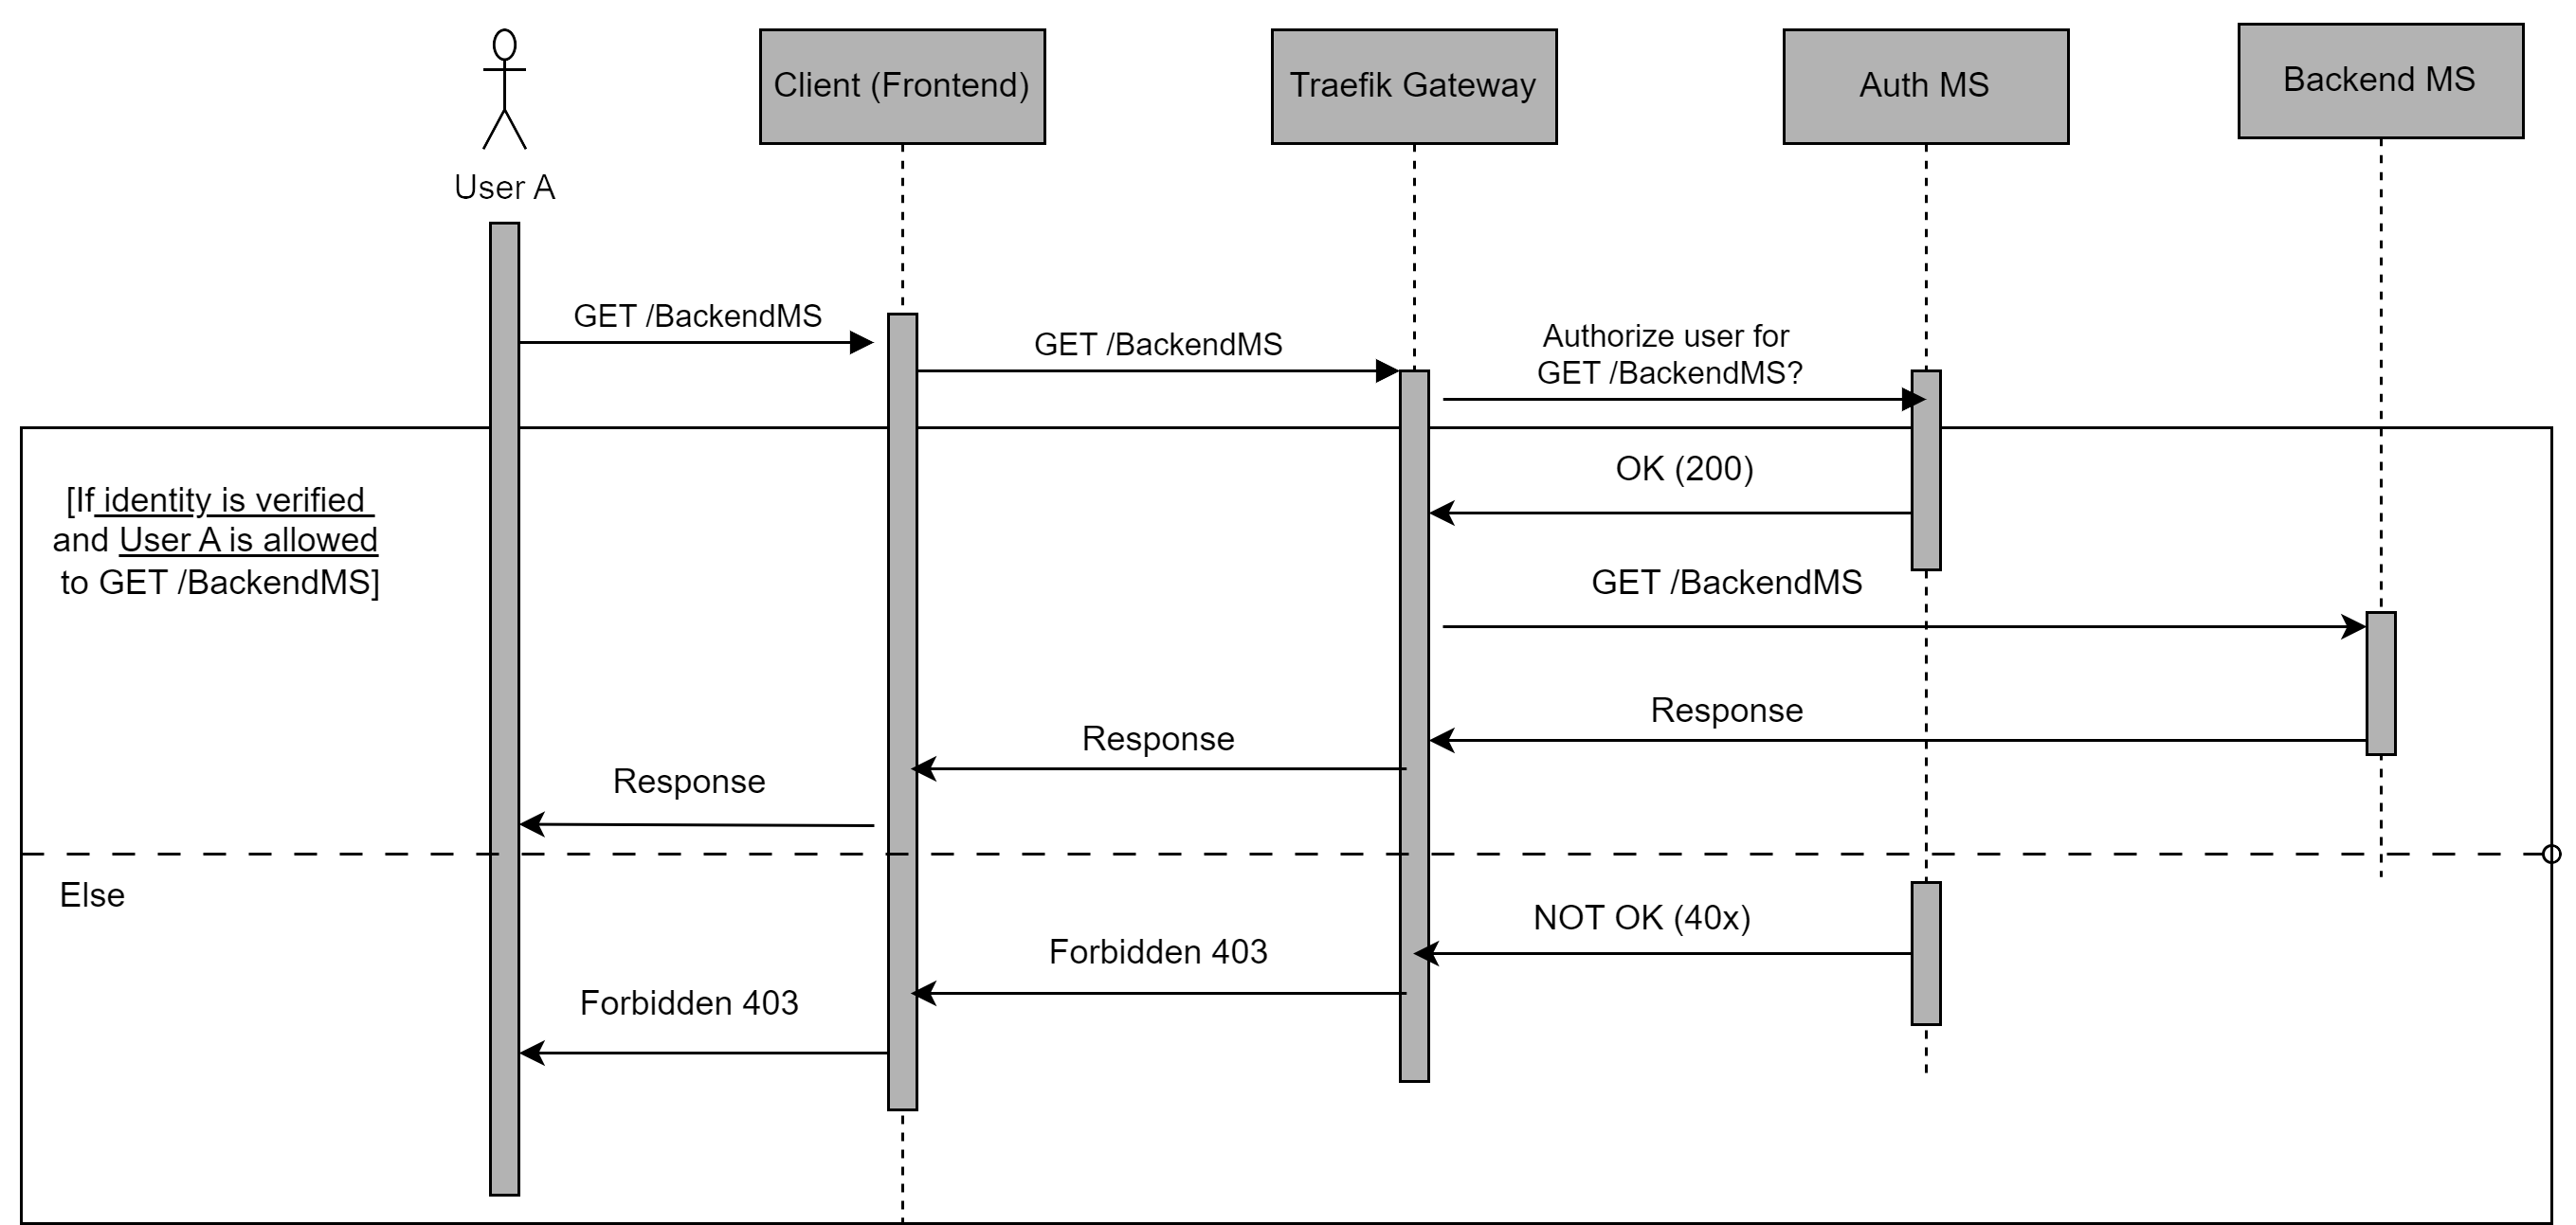 User A
Client (Frontend)
Traefik Gateway
Auth MS
Backend MS
GET /BackendMS
GET /BackendMS
Authorize user for
GET /BackendMS?
[If identity is verified
and User A is allowed
to GET /BackendMS]
OK (200)
GET /BackendMS
Response
Response
Response
Else
NOT OK (40x)
Forbidden 403
Forbidden 403